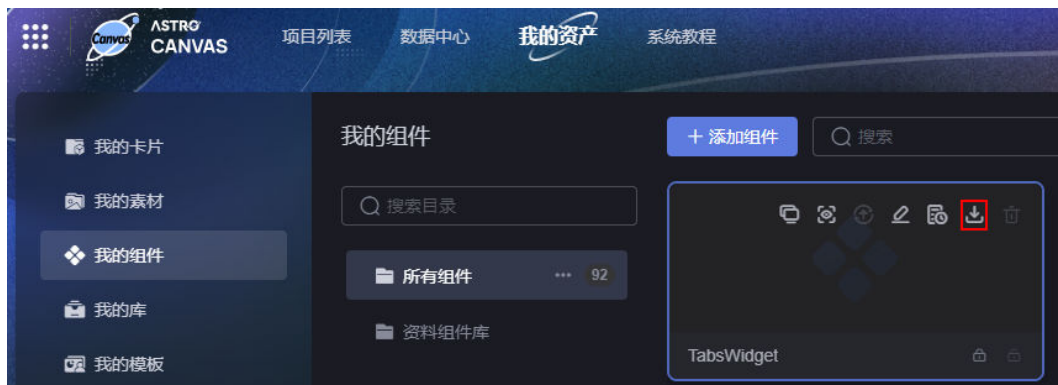 Canvas
ASTRO
CANVAS
项目列表
数据中心
我的资产
系统教程
我的卡片
我的素材
我的组件
我的库
我的模板
我的组件
搜索目录
所有组件 ··· 92
资料组件库
+ 添加组件
搜索
TabsWidget